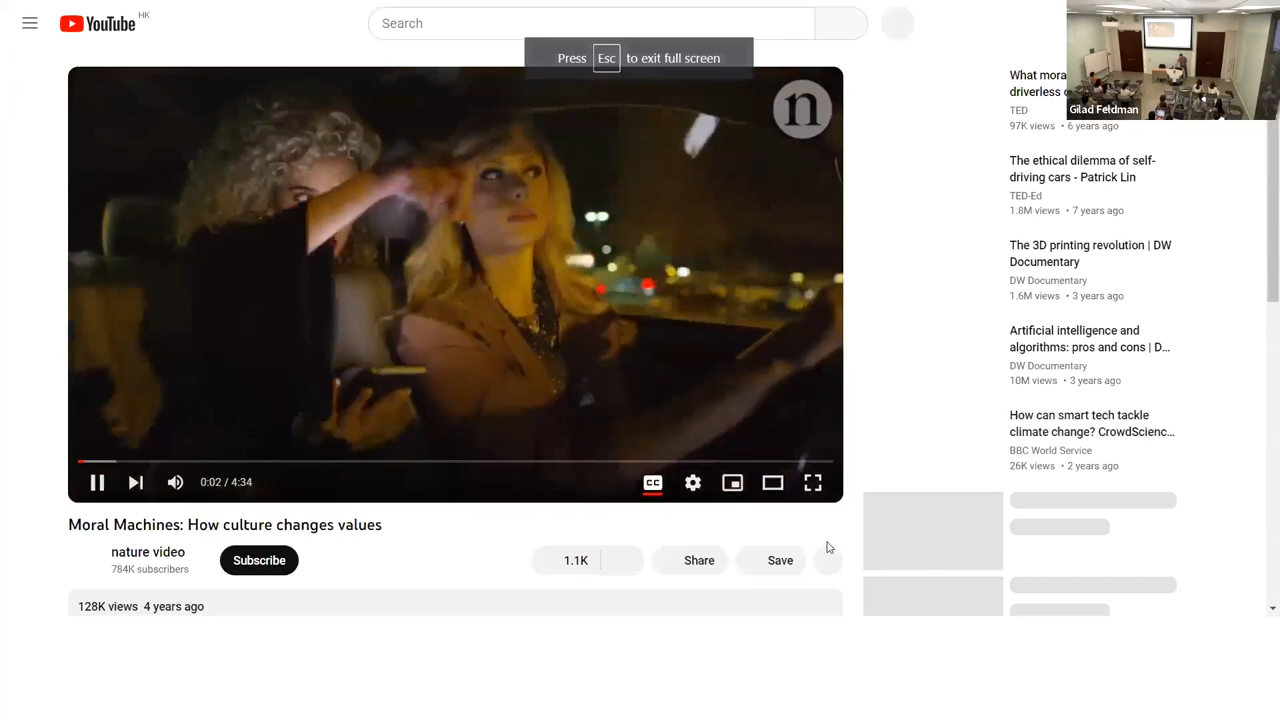 YouTube HK
Search
Press Esc to exit full screen
n
0:02 / 4:34
CC
Moral Machines: How culture changes values
nature video
784K subscribers
Subscribe
1.1K
Share
Save
128K views 4 years ago
What mora
driverless
TED
97K views • 6 years ago
Gilad Feldman
The ethical dilemma of self-
driving cars - Patrick Lin
TED-Ed
1.8M views • 7 years ago
The 3D printing revolution | DW
Documentary
DW Documentary
1.6M views • 3 years ago
Artificial intelligence and
algorithms: pros and cons | D...
DW Documentary
10M views • 3 years ago
How can smart tech tackle
climate change? CrowdScienc...
BBC World Service
26K views • 2 years ago